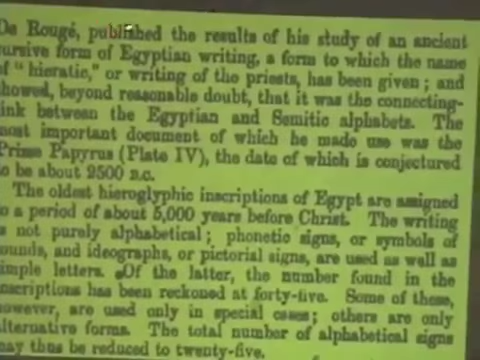 De Rougé, published the results of his study of an ancient
cursive form of Egyptian writing, a form to which the name
of "hieratic," or writing of the priests, has been given; and
showed, beyond reasonable doubt, that it was the connecting-
link between the Egyptian and Semitic alphabets. The
most important document of which he made use was the
Prisse Papyrus (Plate IV), the date of which is conjectured
to be about 2500 B.C.
The oldest hieroglyphic inscriptions of Egypt are assigned
to a period of about 5,000 years before Christ. The writing
is not purely alphabetical; phonetic signs, or symbols of
sounds, and ideographs, or pictorial signs, are used as well as
simple letters. Of the latter, the number found in the
inscriptions has been reckoned at forty-five. Some of these,
however, are used only in special cases; others are only
alternative forms. The total number of alphabetical signs
may thus be reduced to twenty-five.